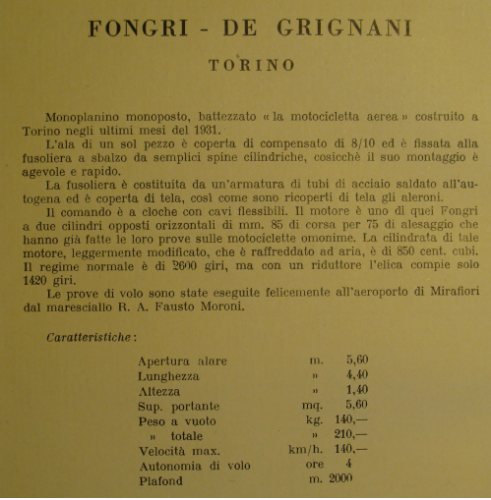 FONGRI - DE GRIGNANI
TORINO
Monoplanino monoposto, battezzato « la motocicletta aerea » costruito a
Torino negli ultimi mesi del 1931.
L'ala di un sol pezzo è coperta di compensato di 8/10 ed è fissata alla
fusoliera a sbalzo da semplici spine cilindriche, cosicchè il suo montaggio è
agevole e rapido.
La fusoliera è costituita da un'armatura di tubi di acciaio saldato all'au-
togena ed è coperta di tela, così come sono ricoperti di tela gli aleroni.
Il comando è a cloche con cavi flessibili. Il motore è uno di quei Fongri
a due cilindri opposti orizzontali di mm. 85 di corsa per 75 di alesaggio che
hanno già fatte le loro prove sulle motociclette omonime. La cilindrata di tale
motore, leggermente modificato, che è raffreddato ad aria, è di 850 cent. cubi.
Il regime normale è di 2600 giri, ma con un riduttore l'elica compie solo
1420 giri.
Le prove di volo sono state eseguite felicemente all'aeroporto di Mirafiori
dal maresciallo R. A. Fausto Moroni.
Caratteristiche :
Apertura alare m. 5,60
Lunghezza » 4,40
Altezza » 1,40
Sup. portante mq. 5,60
Peso a vuoto kg. 140,—
» totale » 210,—
Velocità max. km/h. 140,—
Autonomia di volo ore 4
Plafond m. 2000